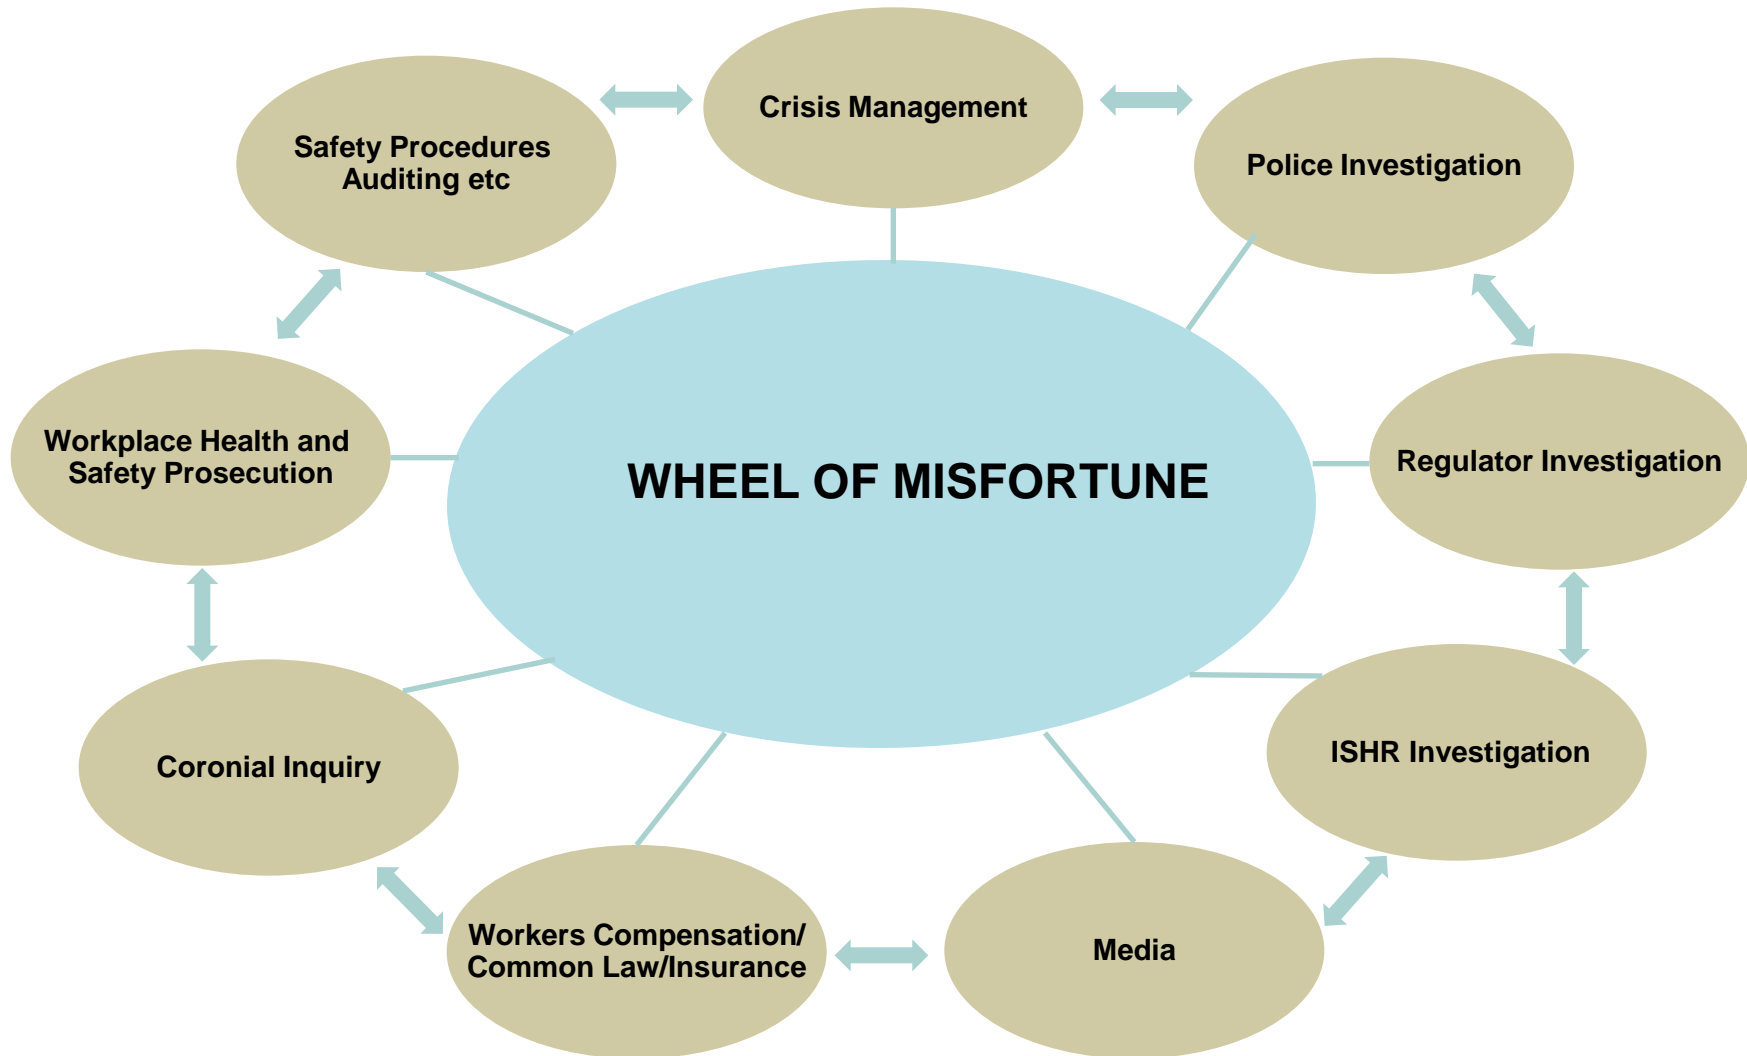 Crisis Management
Safety Procedures
Auditing etc
Police Investigation
Workplace Health and
Safety Prosecution
WHEEL OF MISFORTUNE
Regulator Investigation
Coronial Inquiry
ISHR Investigation
Workers Compensation/
Common Law/Insurance
Media